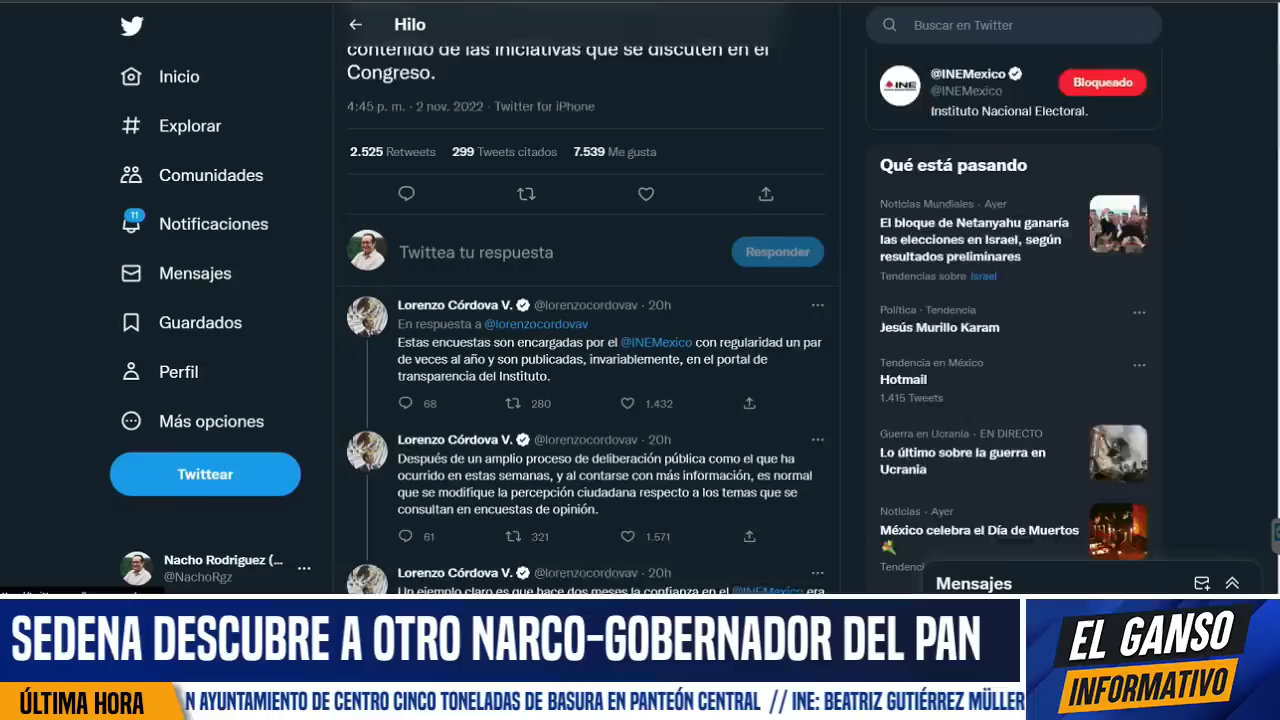 Inicio
Explorar
Comunidades
11
Notificaciones
Mensajes
Guardados
Perfil
Más opciones
Twittear
Nacho Rodriguez (...
@NachoRgz
Hilo
contenido de las iniciativas que se discuten en el
Congreso.
4:45 p. m. · 2 nov. 2022 · Twitter for iPhone
2.525 Retweets 299 Tweets citados 7.539 Me gusta
Twittea tu respuesta
Responder
Lorenzo Córdova V. @lorenzocordovav · 20h
En respuesta a @lorenzocordovav
Estas encuestas son encargadas por el @INEMexico con regularidad un par
de veces al año y son publicadas, invariablemente, en el portal de
transparencia del Instituto.
68 280 1.432
Lorenzo Córdova V. @lorenzocordovav · 20h
Después de un amplio proceso de deliberación pública como el que ha
ocurrido en estas semanas, y al contarse con más información, es normal
que se modifique la percepción ciudadana respecto a los temas que se
consultan en encuestas de opinión.
61 321 1.571
Lorenzo Córdova V. @lorenzocordovav · 20h
Un ejemplo claro es que hace dos meses la confianza en el @INEMexico era
Buscar en Twitter
INE
@INEMexico
@INEMexico
Bloqueado
Instituto Nacional Electoral.
Qué está pasando
Noticias Mundiales · Ayer
El bloque de Netanyahu ganaría
las elecciones en Israel, según
resultados preliminares
Tendencias sobre Israel
Política · Tendencia
Jesús Murillo Karam
Tendencia en México
Hotmail
1.415 Tweets
Guerra en Ucrania · EN DIRECTO
Lo último sobre la guerra en
Ucrania
Noticias · Ayer
México celebra el Día de Muertos
Tendenc
Mensajes
SEDENA DESCUBRE A OTRO NARCO-GOBERNADOR DEL PAN
EL GANSO
INFORMATIVO
ÚLTIMA HORA
N AYUNTAMIENTO DE CENTRO CINCO TONELADAS DE BASURA EN PANTEÓN CENTRAL // INE: BEATRIZ GUTIÉRREZ MÜLLER